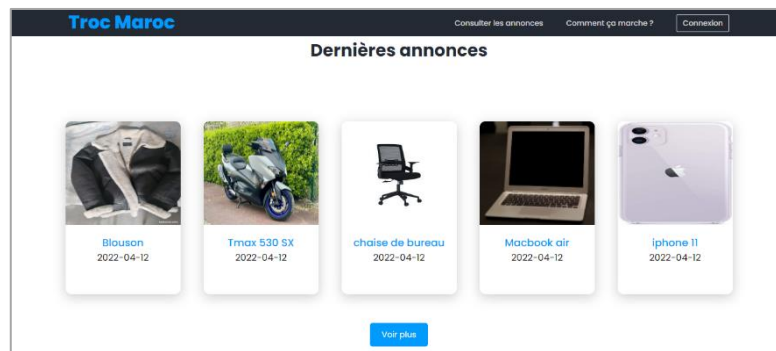 Troc Maroc
Consulter les annonces Comment ça marche ? Connexion
Dernières annonces
Blouson
2022-04-12
Tmax 530 SX
2022-04-12
chaise de bureau
2022-04-12
Macbook air
2022-04-12
iphone 11
2022-04-12
Voir plus